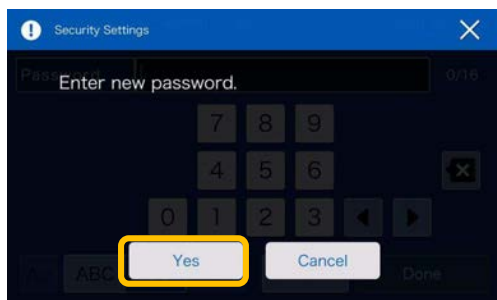 ! Security Settings
Password 0/16
Enter new password.
7 8 9
4 5 6
0 1 2 3
Yes Cancel
ABC Done